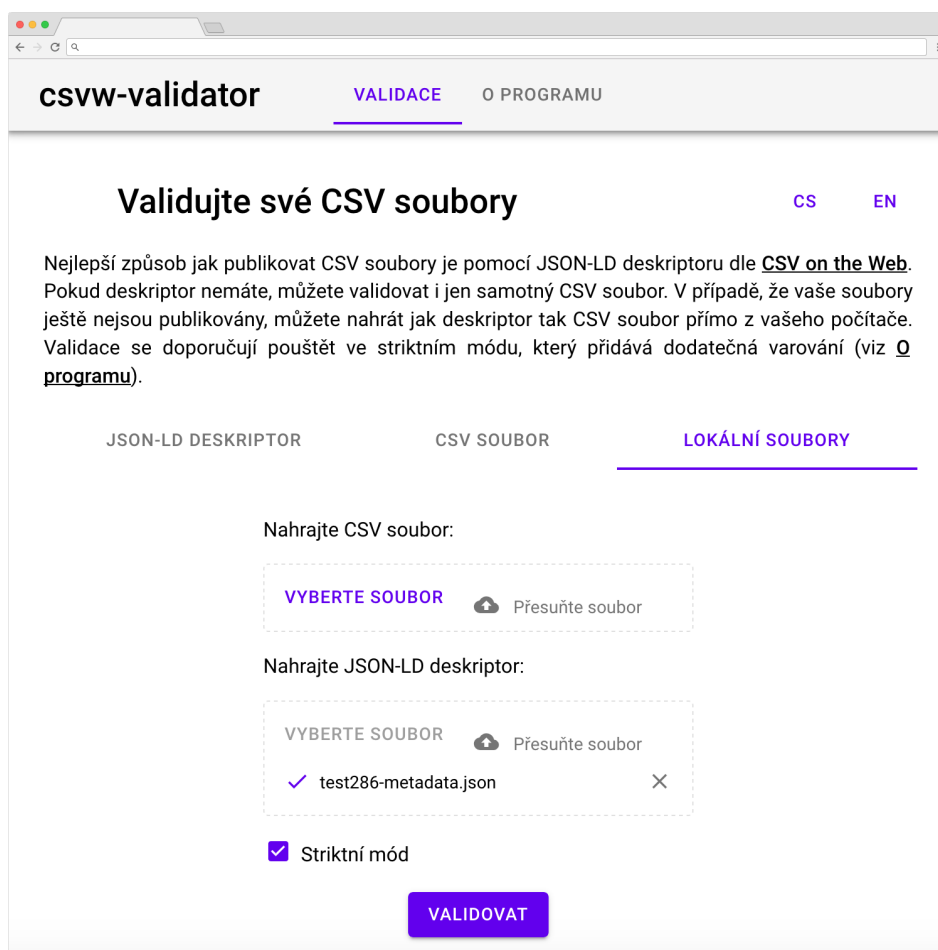 csvw-validator
VALIDACE
O PROGRAMU
Validujte své CSV soubory
CS
EN
Nejlepší způsob jak publikovat CSV soubory je pomocí JSON-LD deskriptoru dle CSV on the Web.
Pokud deskriptor nemáte, můžete validovat i jen samotný CSV soubor. V případě, že vaše soubory
ještě nejsou publikovány, můžete nahrát jak deskriptor tak CSV soubor přímo z vašeho počítače.
Validace se doporučují pouštět ve striktním módu, který přidává dodatečná varování (viz O
programu).
JSON-LD DESKRIPTOR
CSV SOUBOR
LOKÁLNÍ SOUBORY
Nahrajte CSV soubor:
VYBERTE SOUBOR
Přesuňte soubor
Nahrajte JSON-LD deskriptor:
VYBERTE SOUBOR
Přesuňte soubor
test286-metadata.json
Striktní mód
VALIDOVAT